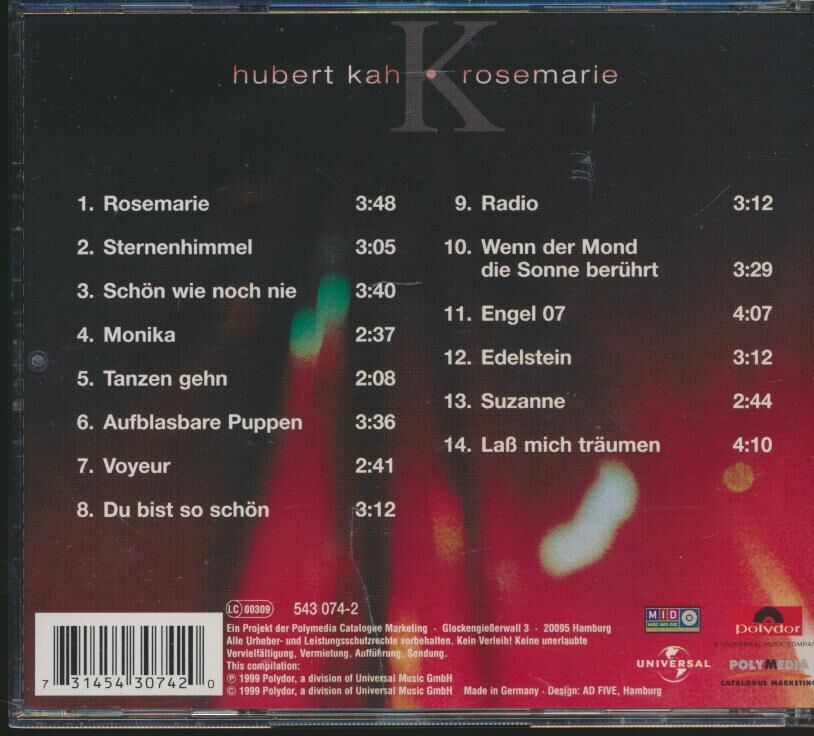 K
hubert kah • rosemarie
1. Rosemarie 3:48
2. Sternenhimmel 3:05
3. Schön wie noch nie 3:40
4. Monika 2:37
5. Tanzen gehn 2:08
6. Aufblasbare Puppen 3:36
7. Voyeur 2:41
8. Du bist so schön 3:12
9. Radio 3:12
10. Wenn der Mond
die Sonne berührt 3:29
11. Engel 07 4:07
12. Edelstein 3:12
13. Suzanne 2:44
14. Laß mich träumen 4:10
LC 00309 543 074-2
Ein Projekt der Polymedia Catalogue Marketing · Glockengießerwall 3 · 20095 Hamburg
Alle Urheber- und Leistungsschutzrechte vorbehalten. Kein Verleih! Keine unerlaubte
Vervielfältigung, Vermietung, Aufführung, Sendung.
This compilation:
℗ 1999 Polydor, a division of Universal Music GmbH
© 1999 Polydor, a division of Universal Music GmbH Made in Germany · Design: AD FIVE, Hamburg
7 31454 30742 0
MID
MUSIC INFO DISC
UNIVERSAL
polydor
A UNIVERSAL MUSIC COMPA
POLYMEDIA
CATALOGUE MARKETING